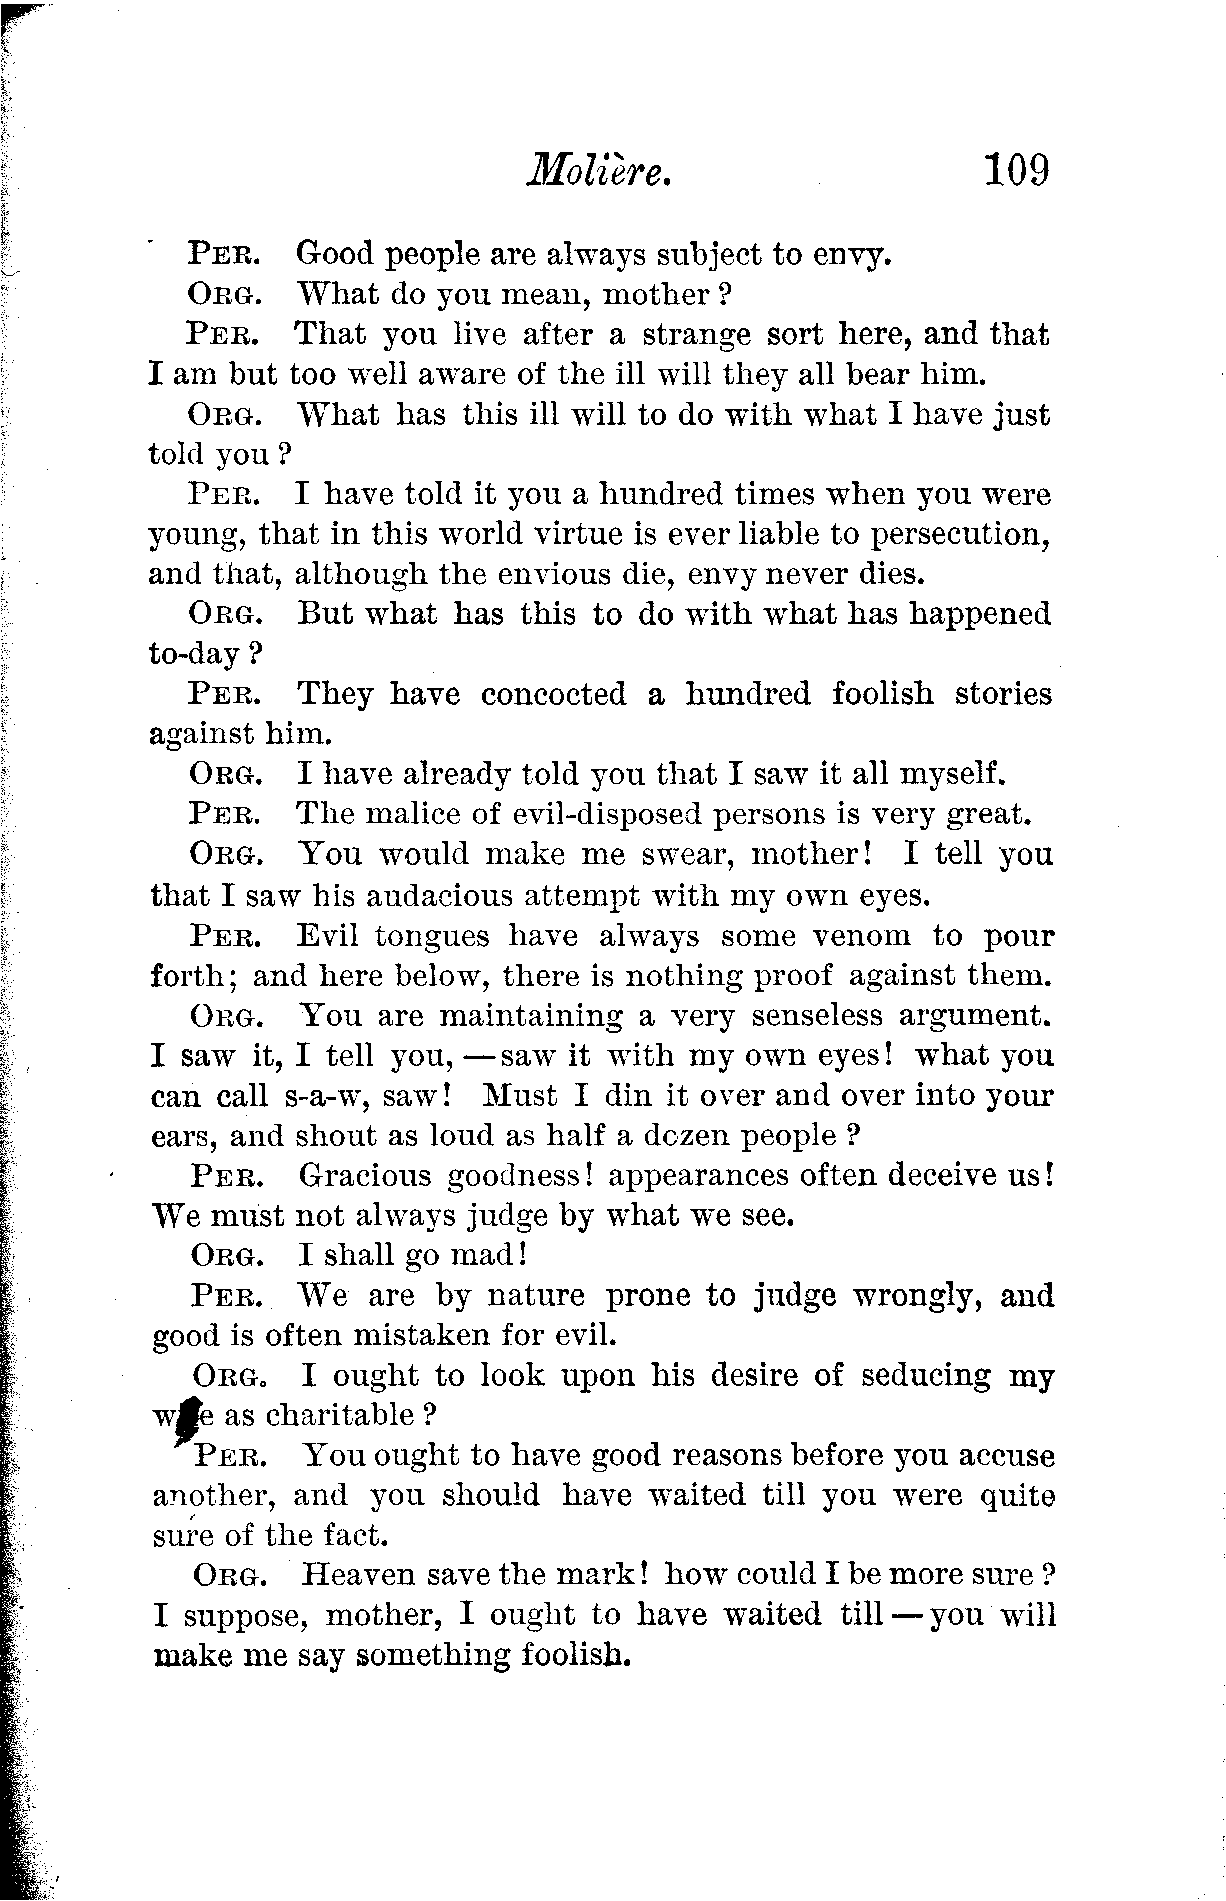 Molière. 109
PER. Good people are always subject to envy.
ORG. What do you mean, mother ?
PER. That you live after a strange sort here, and that
I am but too well aware of the ill will they all bear him.
ORG. What has this ill will to do with what I have just
told you ?
PER. I have told it you a hundred times when you were
young, that in this world virtue is ever liable to persecution,
and that, although the envious die, envy never dies.
ORG. But what has this to do with what has happened
to-day ?
PER. They have concocted a hundred foolish stories
against him.
ORG. I have already told you that I saw it all myself.
PER. The malice of evil-disposed persons is very great.
ORG. You would make me swear, mother! I tell you
that I saw his audacious attempt with my own eyes.
PER. Evil tongues have always some venom to pour
forth; and here below, there is nothing proof against them.
ORG. You are maintaining a very senseless argument.
I saw it, I tell you, — saw it with my own eyes! what you
can call s-a-w, saw! Must I din it over and over into your
ears, and shout as loud as half a dozen people ?
PER. Gracious goodness! appearances often deceive us!
We must not always judge by what we see.
ORG. I shall go mad!
PER. We are by nature prone to judge wrongly, and
good is often mistaken for evil.
ORG. I ought to look upon his desire of seducing my
as charitable ?
PER. You ought to have good reasons before you accuse
another, and you should have waited till you were quite
sure of the fact.
ORG. Heaven save the mark! how could I be more sure ?
I suppose, mother, I ought to have waited till — you will
make me say something foolish.